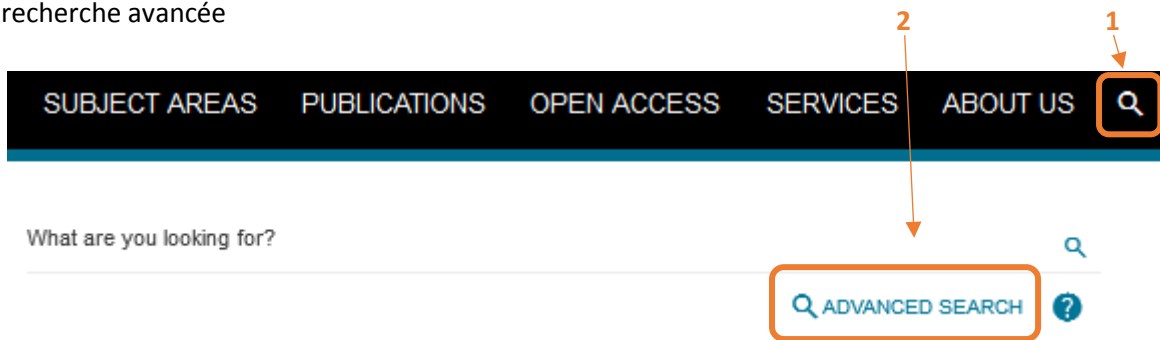 recherche avancée
2 1
SUBJECT AREAS PUBLICATIONS OPEN ACCESS SERVICES ABOUT US
What are you looking for?
ADVANCED SEARCH ?